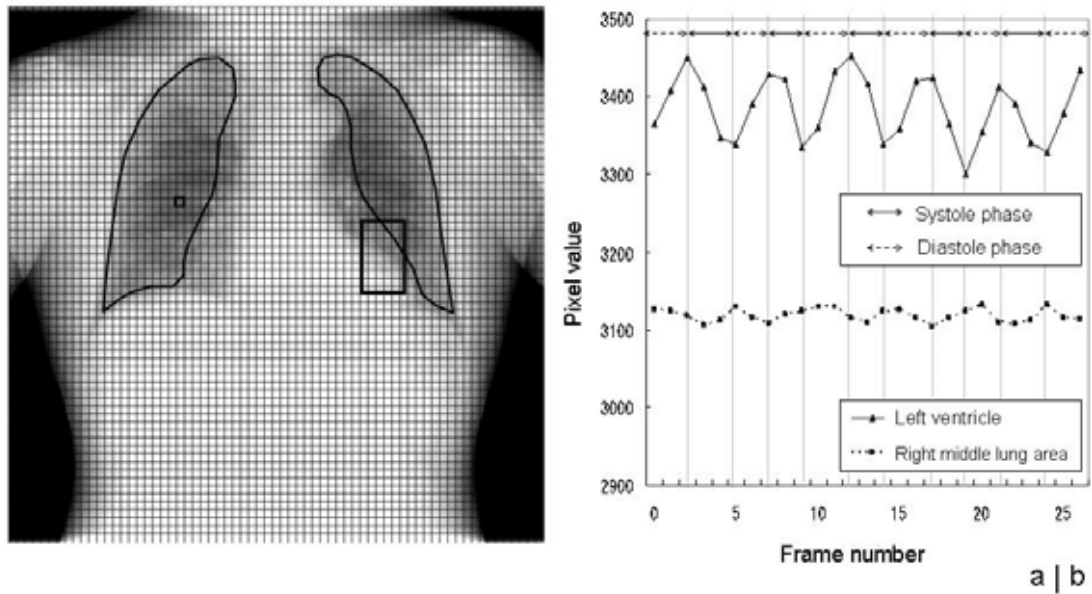 3500
3400
3300
3200
3100
3000
2900
Pixel value
Systole phase
Diastole phase
Left ventricle
Right middle lung area
0 5 10 15 20 25
Frame number
a | b